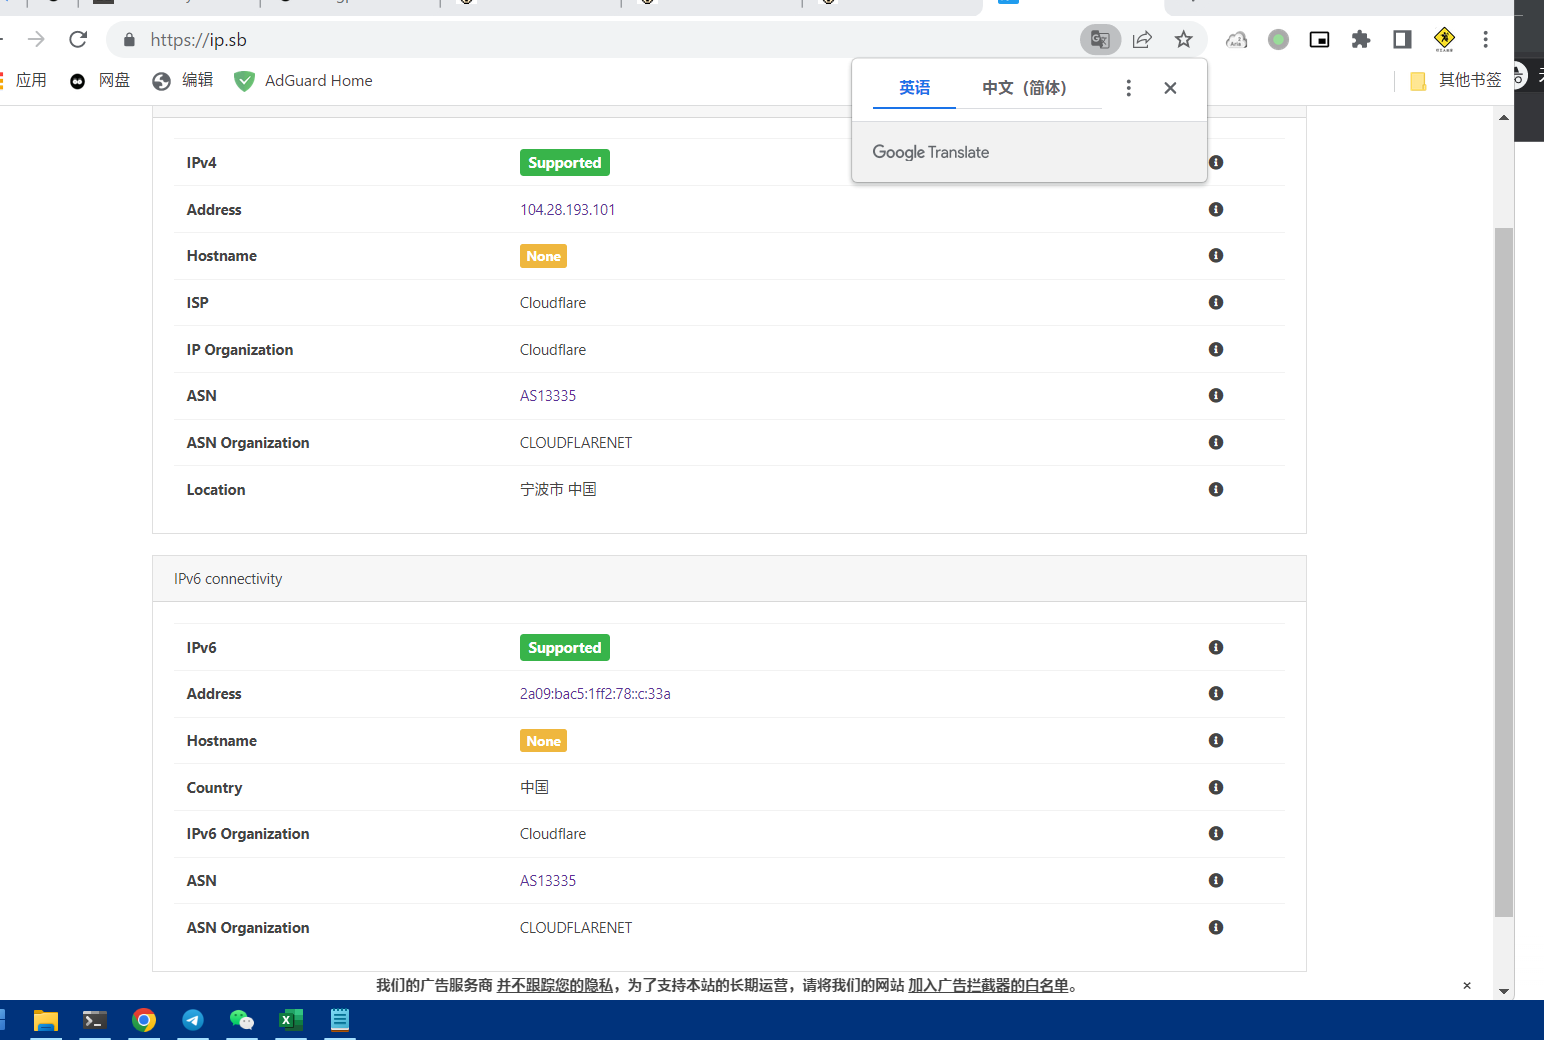 https://ip.sb
应用 网盘 编辑 AdGuard Home 其他书签
英语 中文（简体）
Google Translate
IPv4 Supported
Address 104.28.193.101
Hostname None
ISP Cloudflare
IP Organization Cloudflare
ASN AS13335
ASN Organization CLOUDFLARENET
Location 宁波市 中国
IPv6 connectivity
IPv6 Supported
Address 2a09:bac5:1ff2:78::c:33a
Hostname None
Country 中国
IPv6 Organization Cloudflare
ASN AS13335
ASN Organization CLOUDFLARENET
我们的广告服务商 并不跟踪您的隐私，为了支持本站的长期运营，请将我们的网站 加入广告拦截器的白名单。